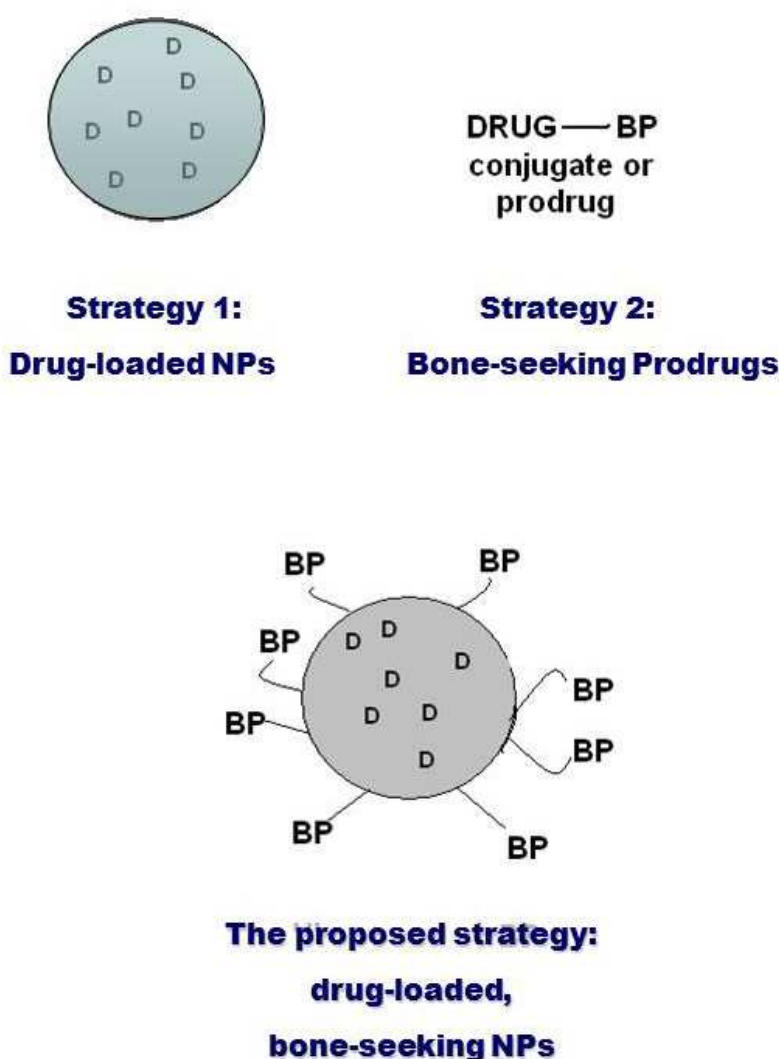 D
D
D
D
D
D
D
D
DRUG — BP
conjugate or
prodrug
Strategy 1:
Drug-loaded NPs
Strategy 2:
Bone-seeking Prodrugs
BP
BP
BP
D
D
D
D
BP
D
D
BP
D
BP
BP
BP
The proposed strategy:
drug-loaded,
bone-seeking NPs